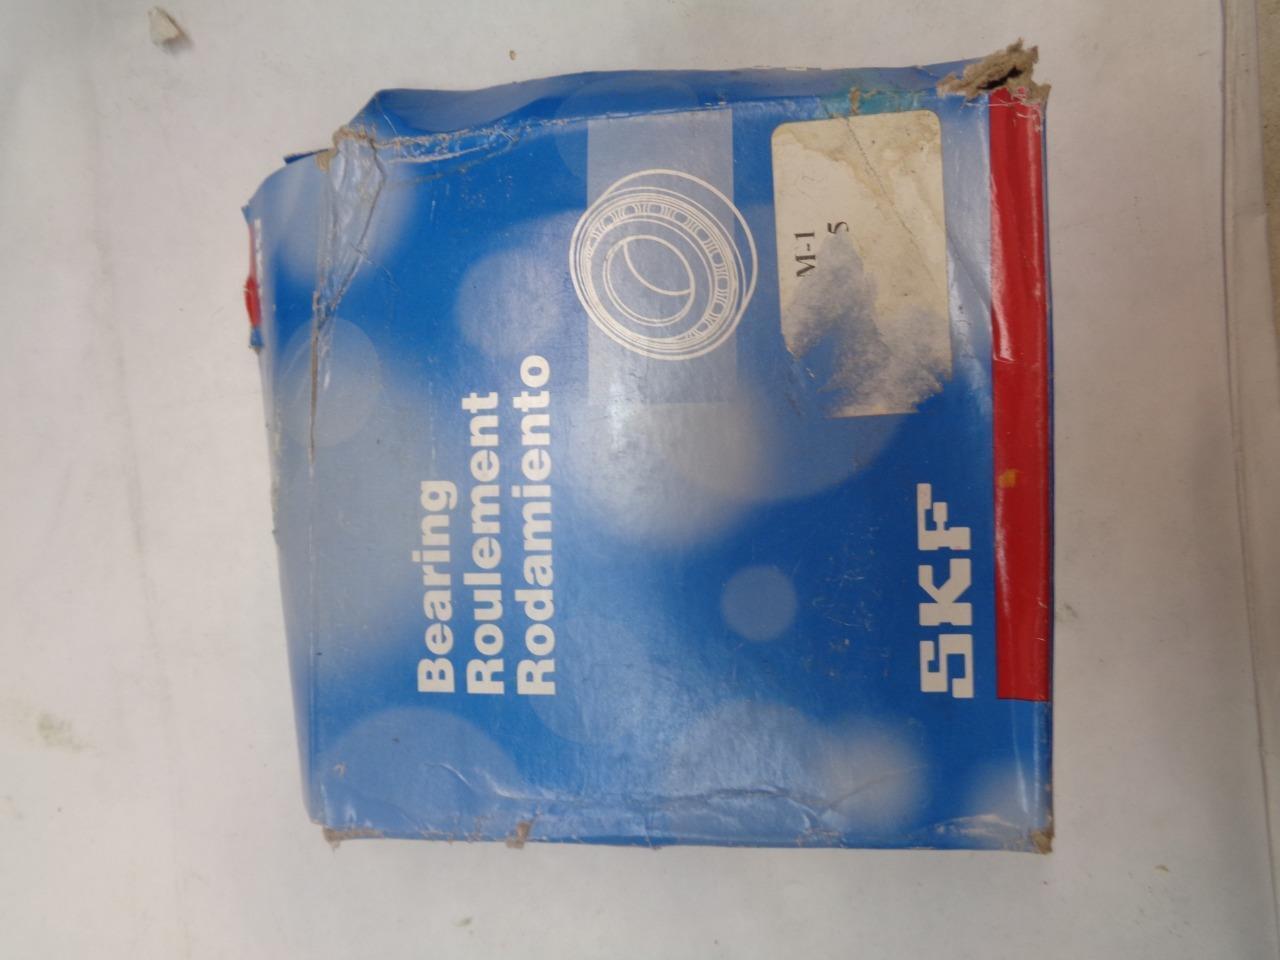 Bearing
Roulement
Rodamiento
M-1
5
SKF